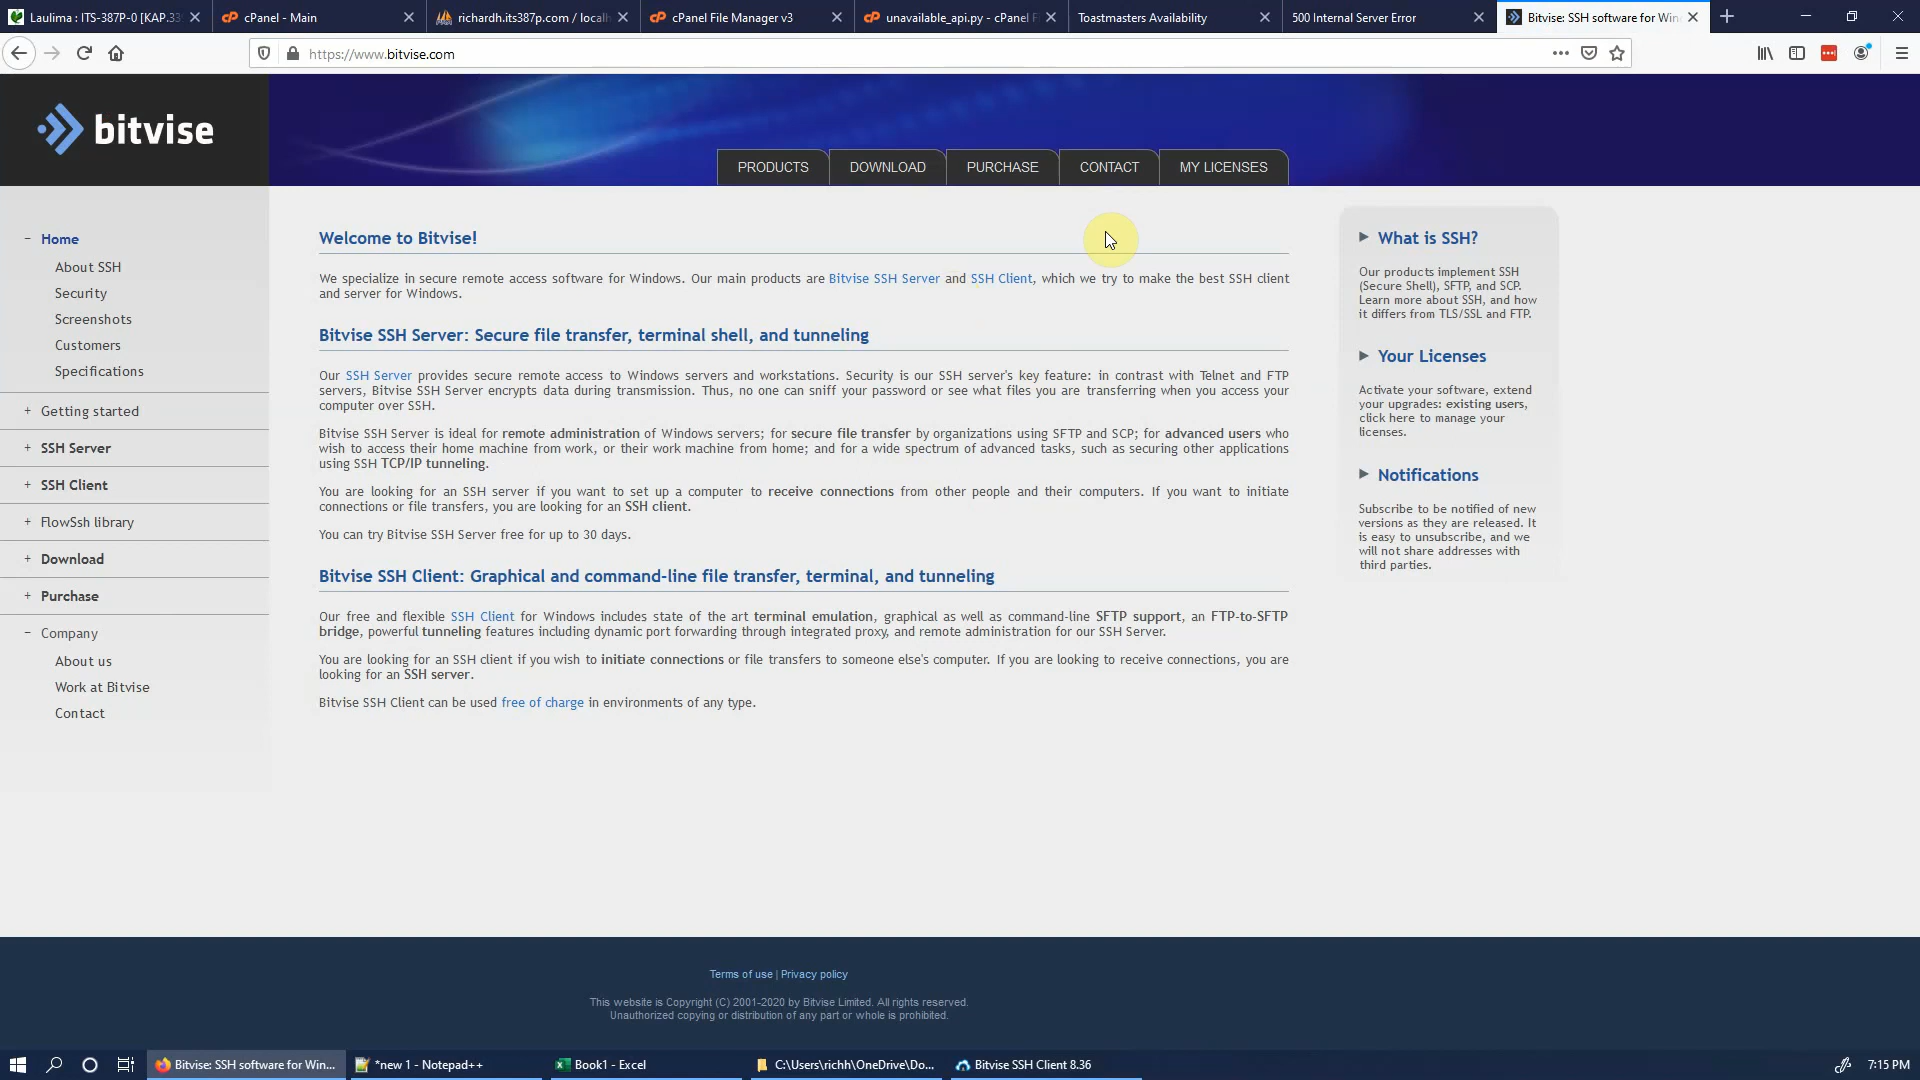 Laulima : ITS-387P-0 [KAP.33
cPanel - Main
richardh.its387p.com / localh
cPanel File Manager v3
unavailable_api.py - cPanel F
Toastmasters Availability
500 Internal Server Error
Bitvise: SSH software for Win
https://www.bitvise.com
bitvise
PRODUCTS
DOWNLOAD
PURCHASE
CONTACT
MY LICENSES
− Home
About SSH
Security
Screenshots
Customers
Specifications
+ Getting started
+ SSH Server
+ SSH Client
+ FlowSsh library
+ Download
+ Purchase
− Company
About us
Work at Bitvise
Contact
Welcome to Bitvise!
We specialize in secure remote access software for Windows. Our main products are Bitvise SSH Server and SSH Client, which we try to make the best SSH client
and server for Windows.
Bitvise SSH Server: Secure file transfer, terminal shell, and tunneling
Our SSH Server provides secure remote access to Windows servers and workstations. Security is our SSH server's key feature: in contrast with Telnet and FTP
servers, Bitvise SSH Server encrypts data during transmission. Thus, no one can sniff your password or see what files you are transferring when you access your
computer over SSH.
Bitvise SSH Server is ideal for remote administration of Windows servers; for secure file transfer by organizations using SFTP and SCP; for advanced users who
wish to access their home machine from work, or their work machine from home; and for a wide spectrum of advanced tasks, such as securing other applications
using SSH TCP/IP tunneling.
You are looking for an SSH server if you want to set up a computer to receive connections from other people and their computers. If you want to initiate
connections or file transfers, you are looking for an SSH client.
You can try Bitvise SSH Server free for up to 30 days.
Bitvise SSH Client: Graphical and command-line file transfer, terminal, and tunneling
Our free and flexible SSH Client for Windows includes state of the art terminal emulation, graphical as well as command-line SFTP support, an FTP-to-SFTP
bridge, powerful tunneling features including dynamic port forwarding through integrated proxy, and remote administration for our SSH Server.
You are looking for an SSH client if you wish to initiate connections or file transfers to someone else's computer. If you are looking to receive connections, you are
looking for an SSH server.
Bitvise SSH Client can be used free of charge in environments of any type.
What is SSH?
Our products implement SSH
(Secure Shell), SFTP, and SCP.
Learn more about SSH, and how
it differs from TLS/SSL and FTP.
Your Licenses
Activate your software, extend
your upgrades: existing users,
click here to manage your
licenses.
Notifications
Subscribe to be notified of new
versions as they are released. It
is easy to unsubscribe, and we
will not share addresses with
third parties.
Terms of use | Privacy policy
This website is Copyright (C) 2001-2020 by Bitvise Limited. All rights reserved.
Unauthorized copying or distribution of any part or whole is prohibited.
Bitvise: SSH software for Win...
*new 1 - Notepad++
Book1 - Excel
C:\Users\richh\OneDrive\Do...
Bitvise SSH Client 8.36
7:15 PM